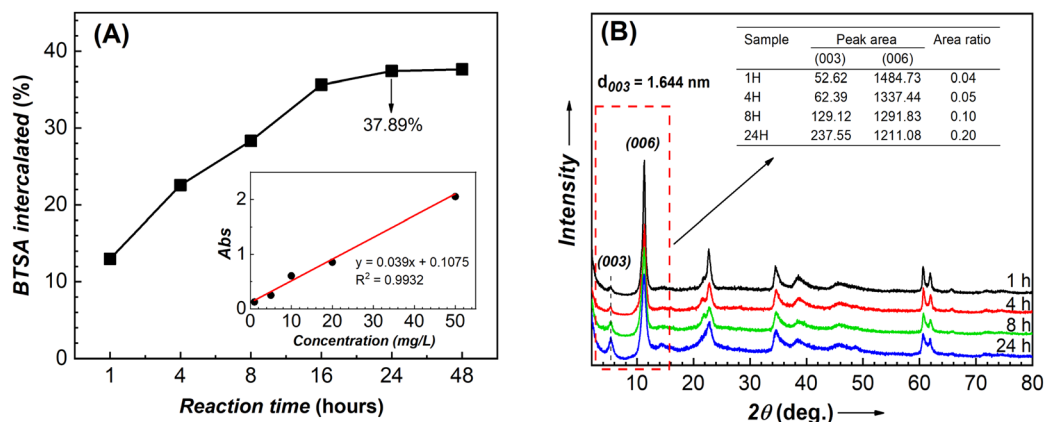 (A)
BTSA intercalated (%)
40
30
20
10
0
1 4 8 16 24 48
Reaction time (hours)
37.89%
Abs
2
1
0
0 10 20 30 40 50
Concentration (mg/L)
y = 0.039x + 0.1075
R² = 0.9932
(B)
Intensity
d003 = 1.644 nm
(003)
(006)
Sample Peak area Area ratio
(003) (006)
1H 52.62 1484.73 0.04
4H 62.39 1337.44 0.05
8H 129.12 1291.83 0.10
24H 237.55 1211.08 0.20
1 h
4 h
8 h
24 h
10 20 30 40 50 60 70 80
2θ (deg.)